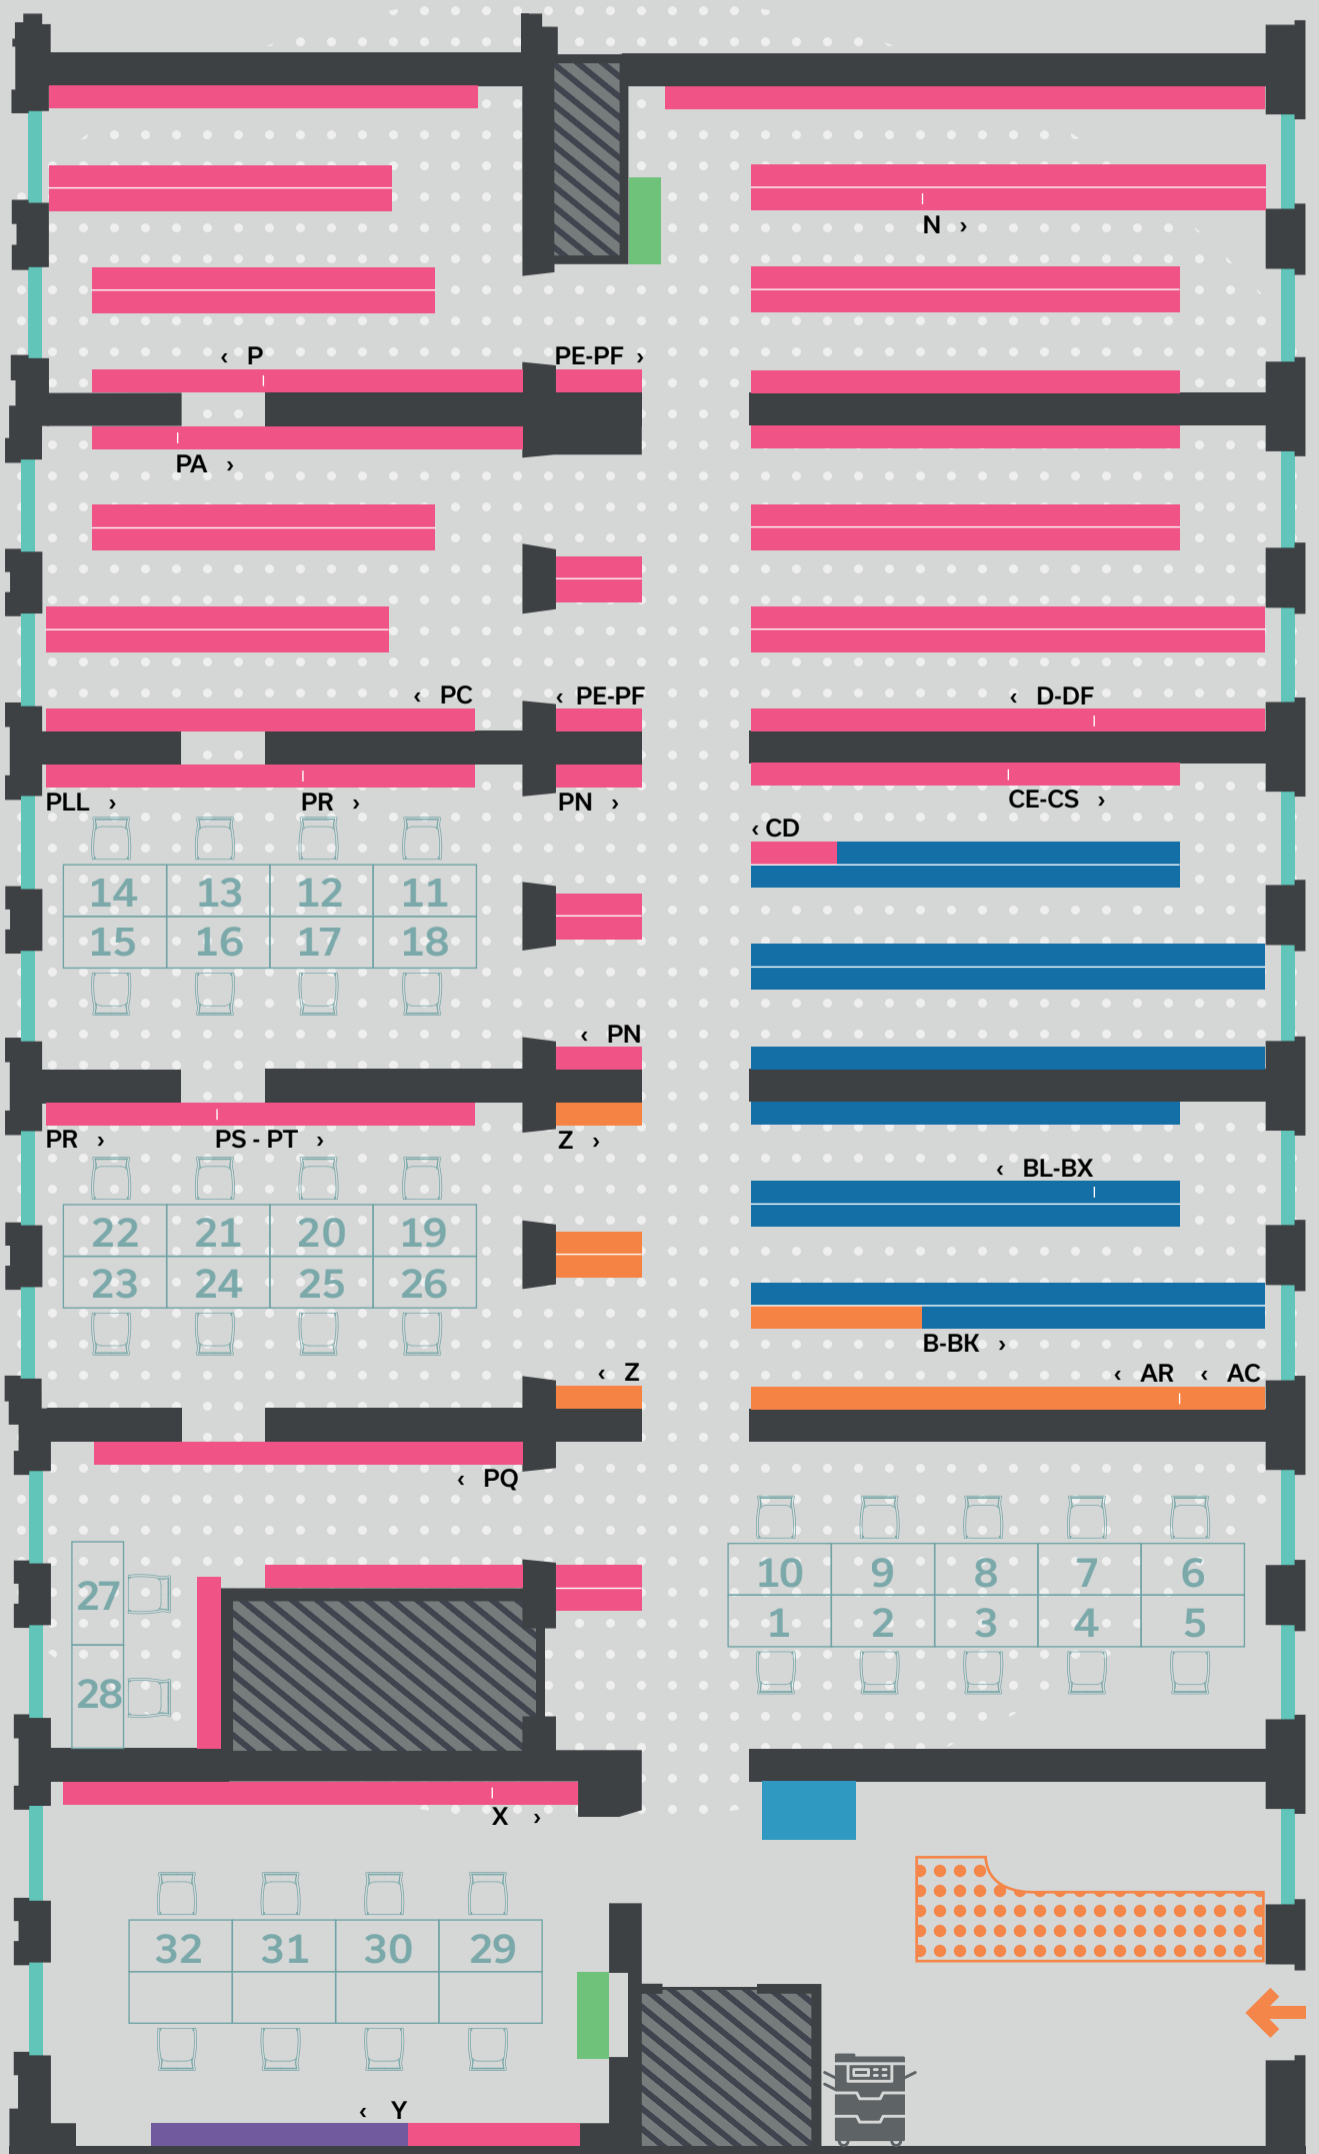 N ›
‹ P
PE-PF ›
PA ›
‹ PC
‹ PE-PF
‹ D-DF
PLL ›
PR ›
PN ›
CE-CS ›
‹ CD
14 13 12 11
15 16 17 18
‹ PN
PR ›
PS - PT ›
Z ›
‹ BL-BX
22 21 20 19
23 24 25 26
B-BK ›
‹ Z
‹ AR ‹ AC
‹ PQ
27
28
10 9 8 7 6
1 2 3 4 5
X ›
32 31 30 29
‹ Y